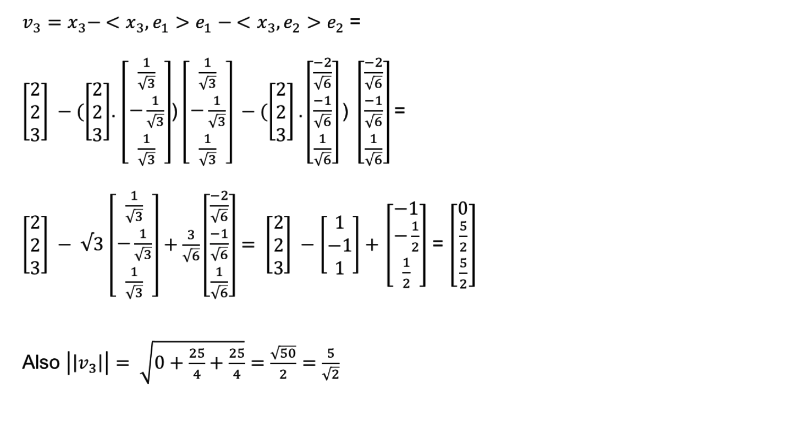 𝑣₃ = 𝑥₃− < 𝑥₃, 𝑒₁ > 𝑒₁ − < 𝑥₃, 𝑒₂ > 𝑒₂ =
[2 2 3] − ([2 2 3] . [1/√3 −1/√3 1/√3]) [1/√3 −1/√3 1/√3] − ([2 2 3] . [−2/√6 −1/√6 1/√6]) [−2/√6 −1/√6 1/√6] =
[2 2 3] − √3 [1/√3 −1/√3 1/√3] + 3/√6 [−2/√6 −1/√6 1/√6] = [2 2 3] − [1 −1 1] + [−1 −1/2 1/2] = [0 5/2 5/2]
Also ||𝑣₃|| = √(0 + 25/4 + 25/4) = √50/2 = 5/√2